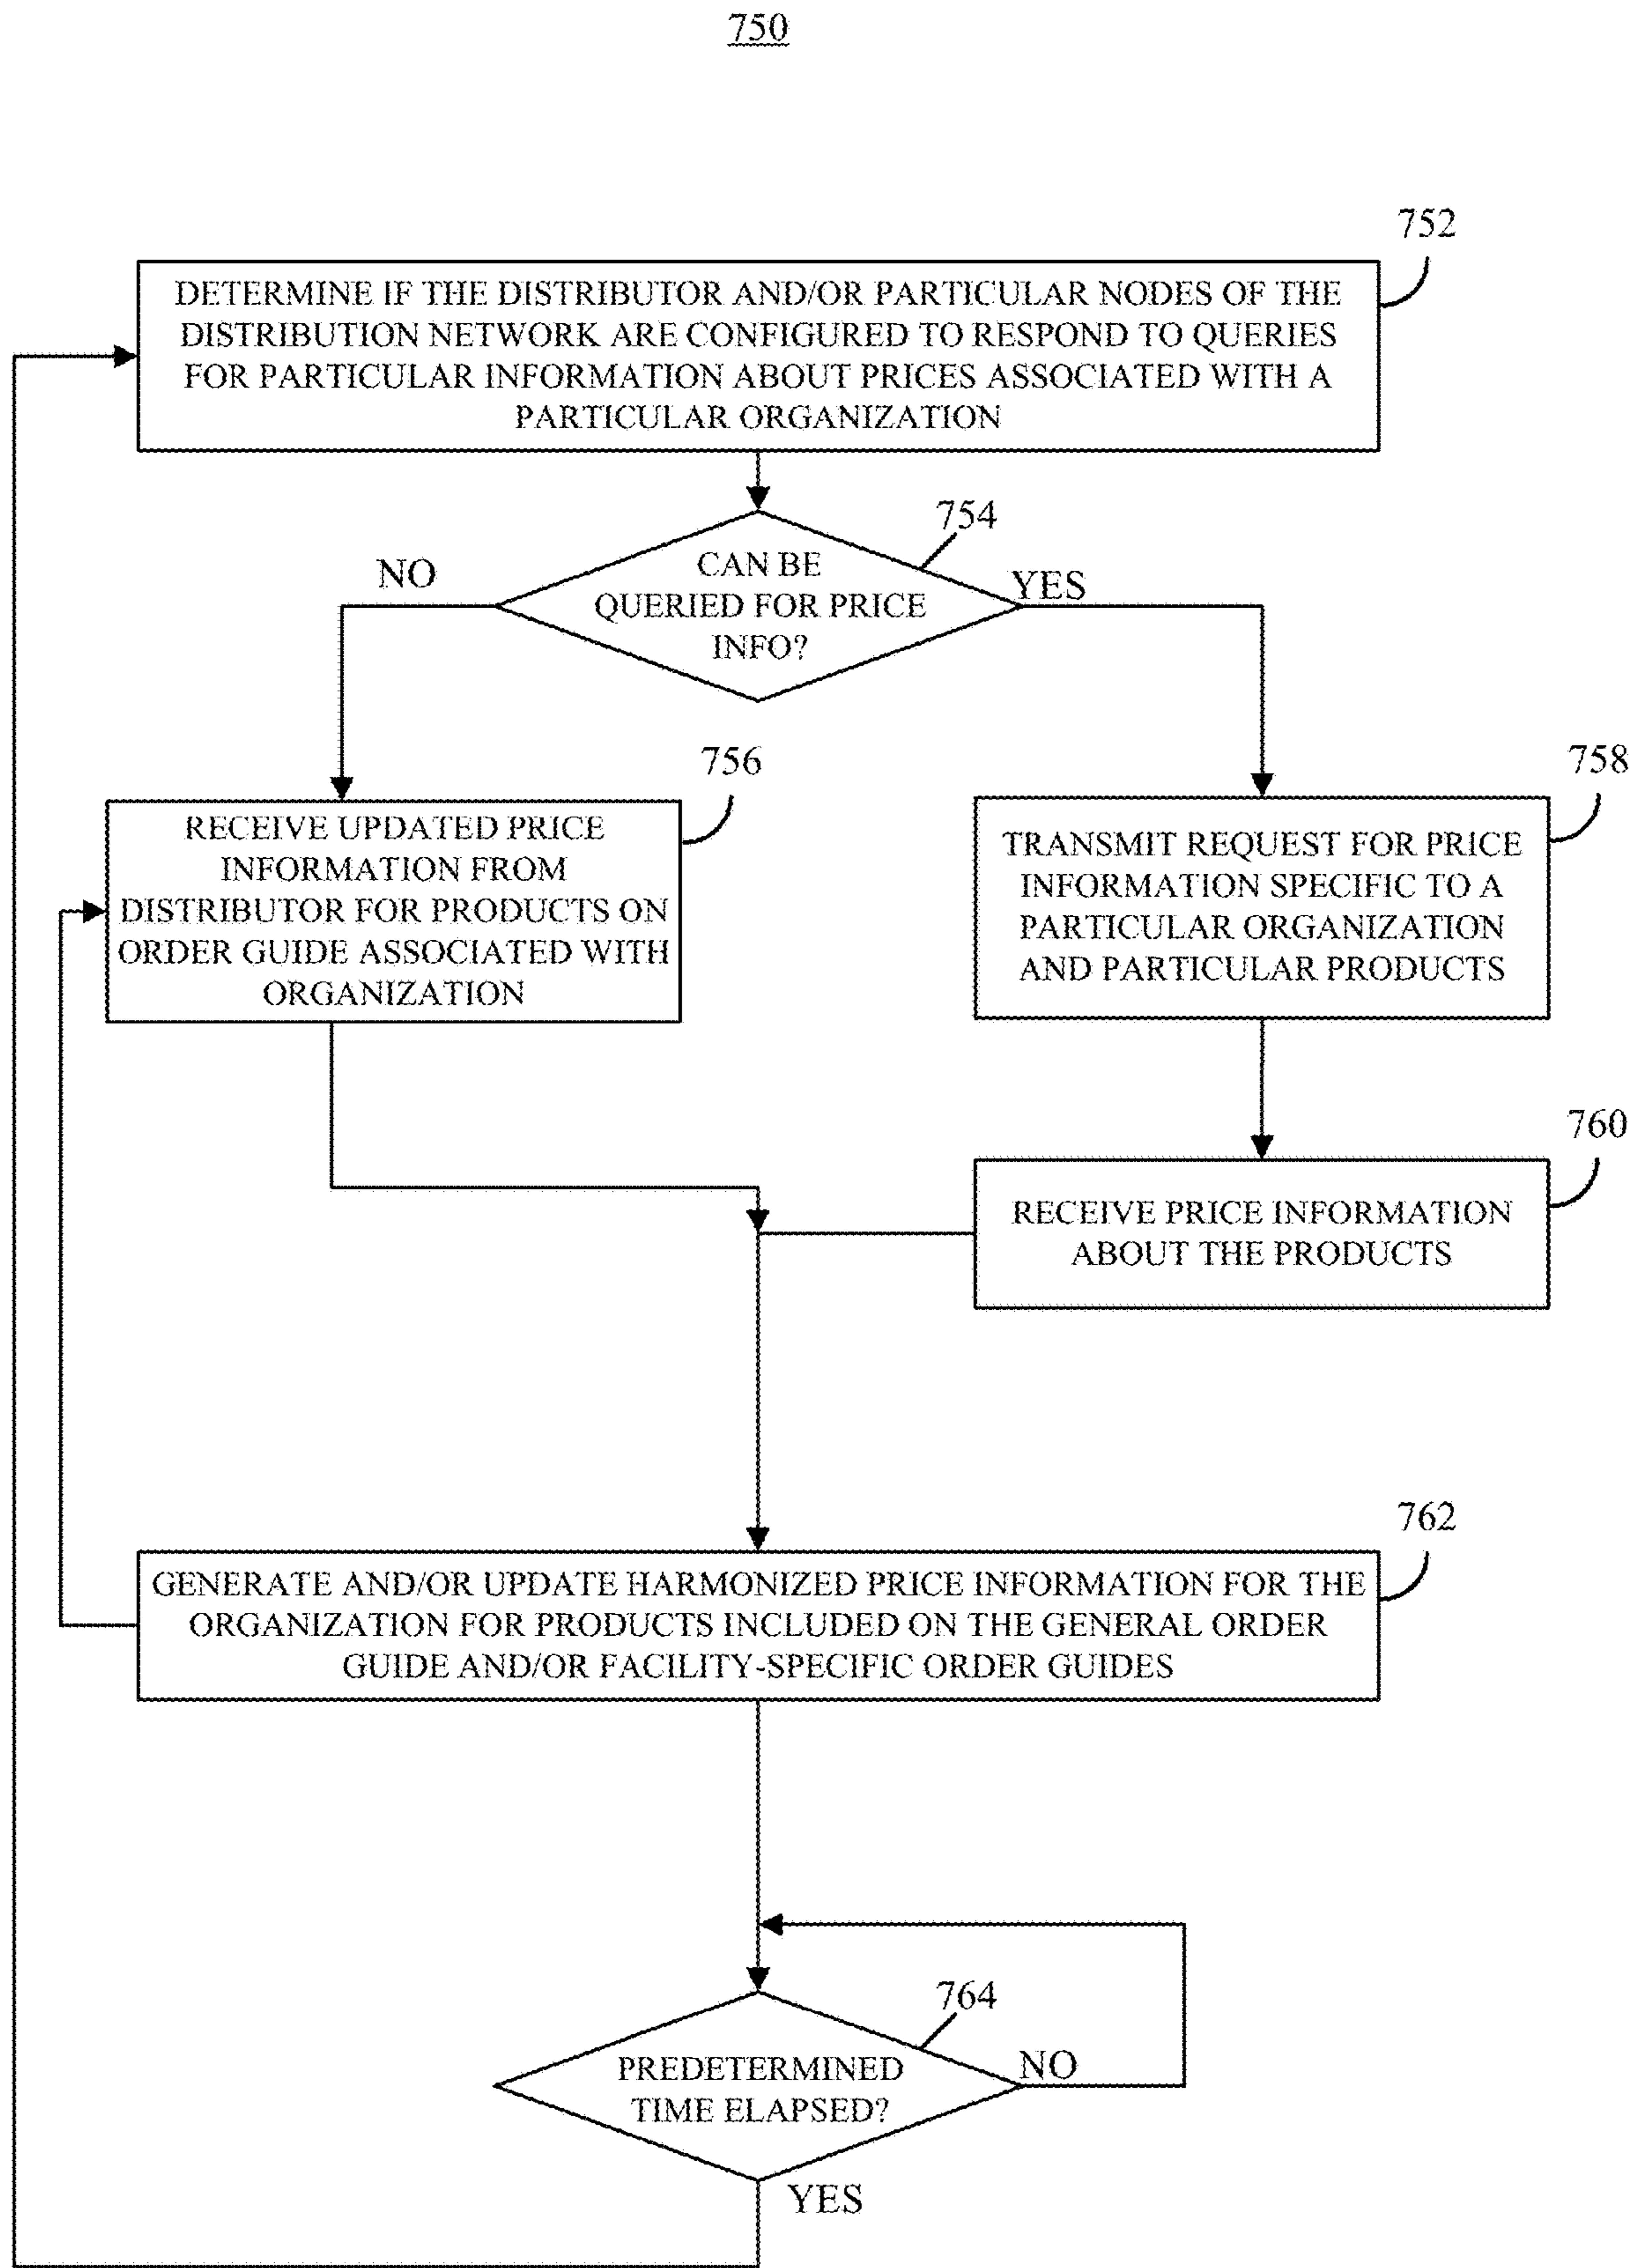 750
752
DETERMINE IF THE DISTRIBUTOR AND/OR PARTICULAR NODES OF THE
DISTRIBUTION NETWORK ARE CONFIGURED TO RESPOND TO QUERIES
FOR PARTICULAR INFORMATION ABOUT PRICES ASSOCIATED WITH A
PARTICULAR ORGANIZATION
754
NO
CAN BE
QUERIED FOR PRICE
INFO?
YES
756
RECEIVE UPDATED PRICE
INFORMATION FROM
DISTRIBUTOR FOR PRODUCTS ON
ORDER GUIDE ASSOCIATED WITH
ORGANIZATION
758
TRANSMIT REQUEST FOR PRICE
INFORMATION SPECIFIC TO A
PARTICULAR ORGANIZATION
AND PARTICULAR PRODUCTS
760
RECEIVE PRICE INFORMATION
ABOUT THE PRODUCTS
762
GENERATE AND/OR UPDATE HARMONIZED PRICE INFORMATION FOR THE
ORGANIZATION FOR PRODUCTS INCLUDED ON THE GENERAL ORDER
GUIDE AND/OR FACILITY-SPECIFIC ORDER GUIDES
764
PREDETERMINED
TIME ELAPSED?
NO
YES